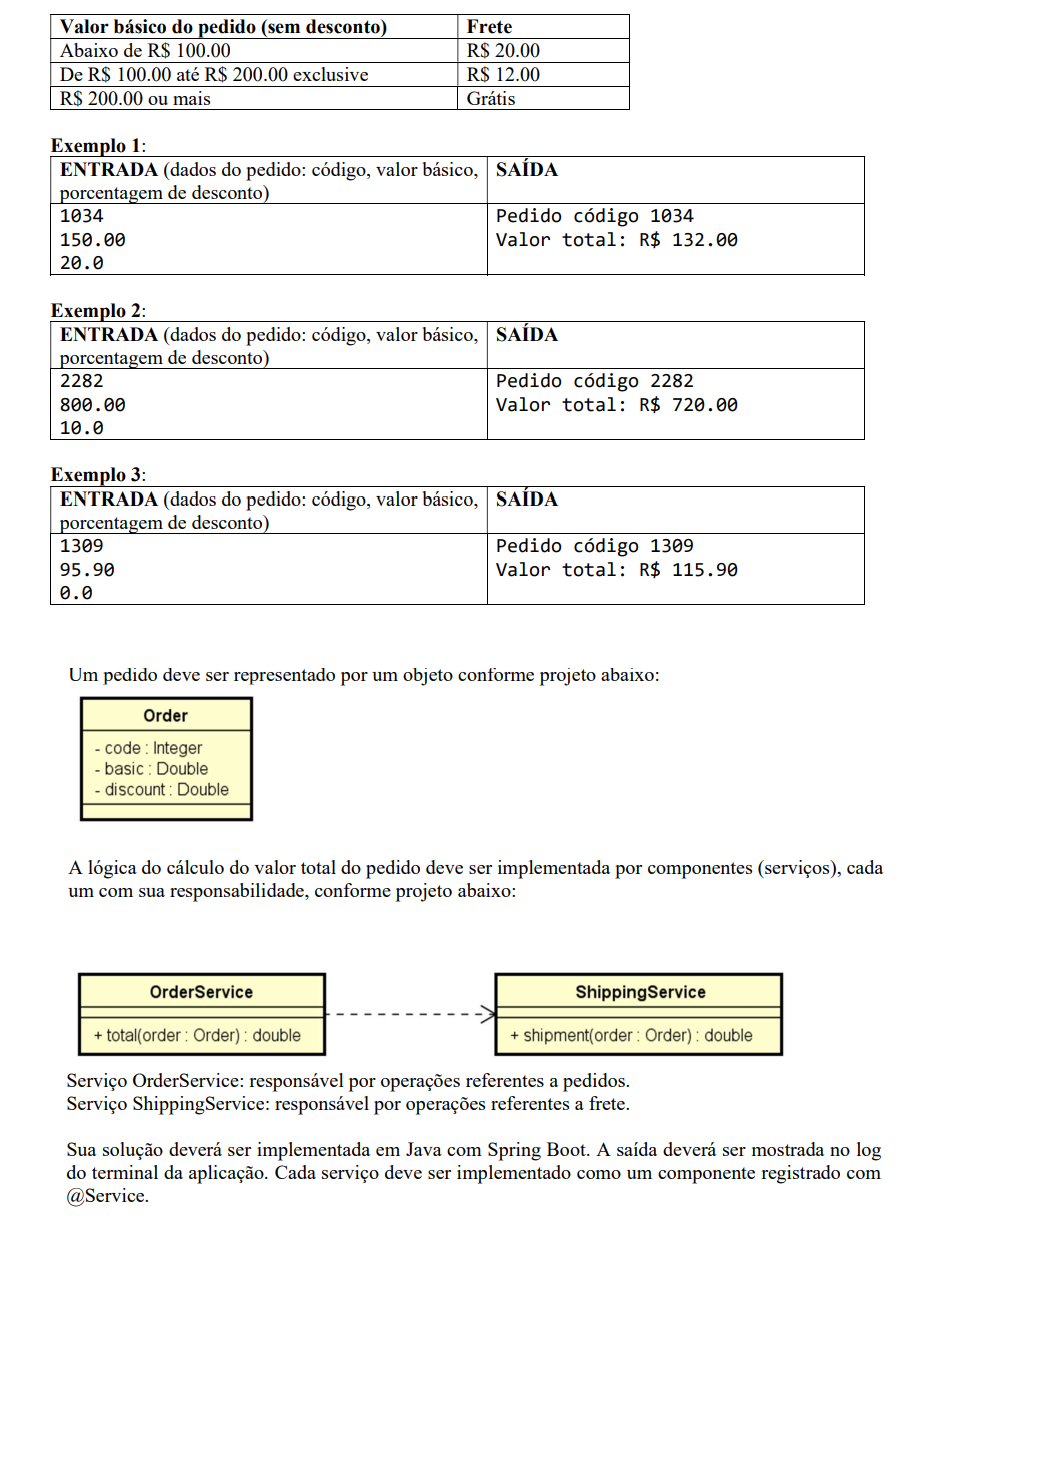 Valor básico do pedido (sem desconto) Frete
Abaixo de R$ 100.00 R$ 20.00
De R$ 100.00 até R$ 200.00 exclusive R$ 12.00
R$ 200.00 ou mais Grátis
Exemplo 1:
ENTRADA (dados do pedido: código, valor básico, SAÍDA
porcentagem de desconto)
1034 Pedido código 1034
150.00 Valor total: R$ 132.00
20.0
Exemplo 2:
ENTRADA (dados do pedido: código, valor básico, SAÍDA
porcentagem de desconto)
2282 Pedido código 2282
800.00 Valor total: R$ 720.00
10.0
Exemplo 3:
ENTRADA (dados do pedido: código, valor básico, SAÍDA
porcentagem de desconto)
1309 Pedido código 1309
95.90 Valor total: R$ 115.90
0.0
Um pedido deve ser representado por um objeto conforme projeto abaixo:
Order
- code : Integer
- basic : Double
- discount : Double
A lógica do cálculo do valor total do pedido deve ser implementada por componentes (serviços), cada
um com sua responsabilidade, conforme projeto abaixo:
OrderService ShippingService
+ total(order : Order) : double + shipment(order : Order) : double
Serviço OrderService: responsável por operações referentes a pedidos.
Serviço ShippingService: responsável por operações referentes a frete.
Sua solução deverá ser implementada em Java com Spring Boot. A saída deverá ser mostrada no log
do terminal da aplicação. Cada serviço deve ser implementado como um componente registrado com
@Service.